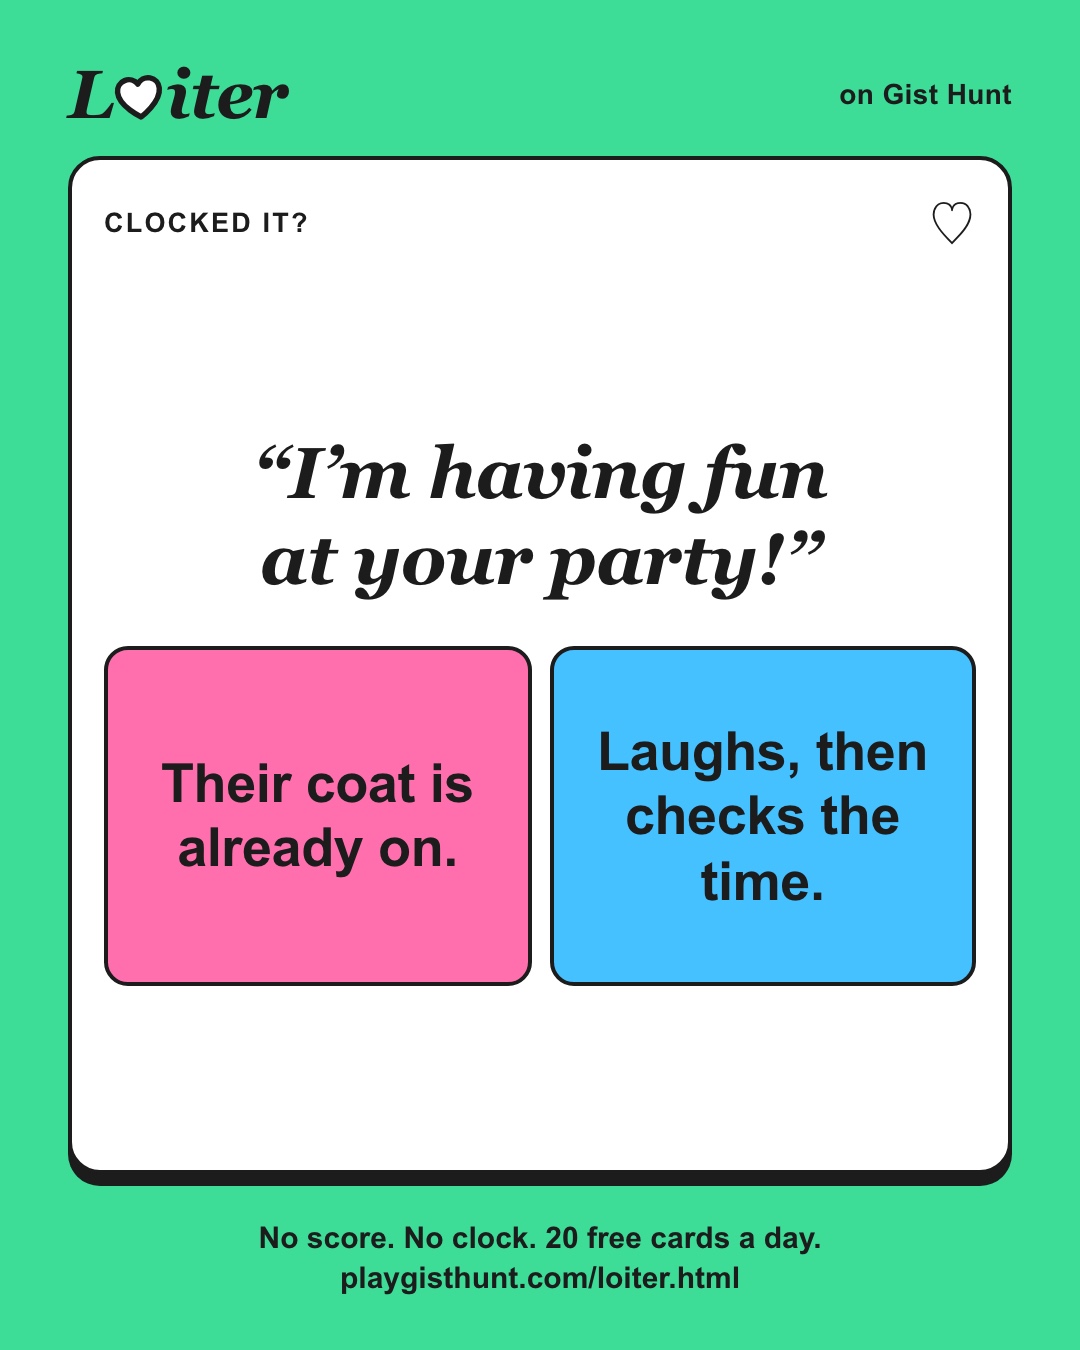 Loiter
on Gist Hunt
CLOCKED IT?
“I’m having fun
at your party!”
Their coat is
already on.
Laughs, then
checks the
time.
No score. No clock. 20 free cards a day.
playgisthunt.com/loiter.html